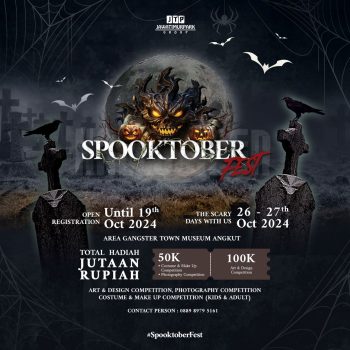 JTP
JAWATIMURPARK
GROUP
SPOOKTOBER
FEST
OPEN
REGISTRATION
Until 19th
Oct 2024
THE SCARY
DAYS WITH US
26 - 27th
Oct 2024
AREA GANGSTER TOWN MUSEUM ANGKUT
TOTAL HADIAH
JUTAAN
RUPIAH
50K
• Costume & Make Up
Competition
• Photography Competition
100K
Art & Design
Competition
ART & DESIGN COMPETITION, PHOTOGRAPHY COMPETITION
COSTUME & MAKE UP COMPETITION (KIDS & ADULT)
CONTACT PERSON : 0889 8979 5161
#SpooktoberFest